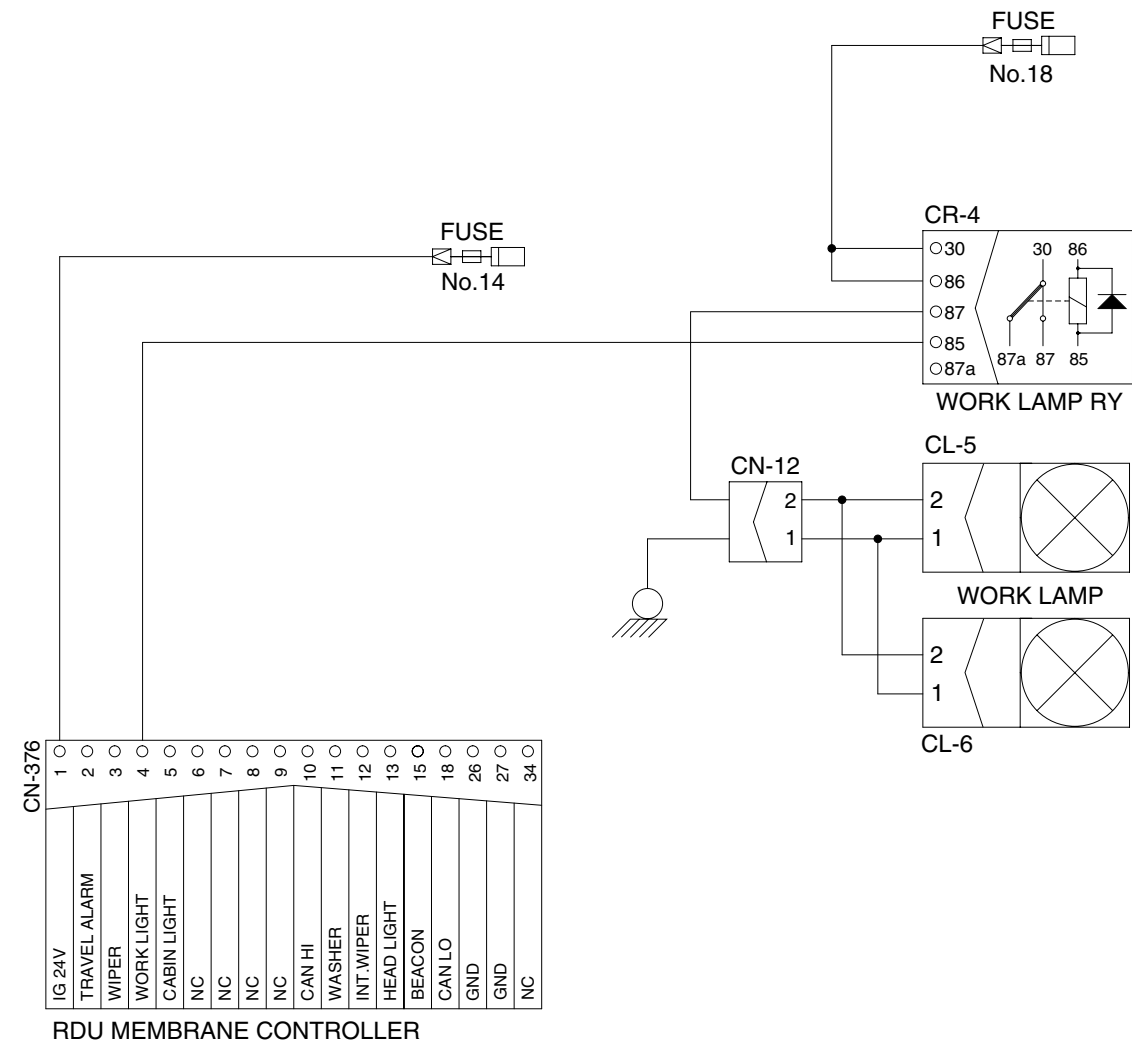 FUSE
No.18
CR-4
30
86
87
85
87a
30 86
87a 87 85
WORK LAMP RY
FUSE
No.14
CN-12
2
1
CL-5
2
1
WORK LAMP
2
1
CL-6
CN-376
1 2 3 4 5 6 7 8 9 10 11 12 13 15 18 26 27 34
IG 24V
TRAVEL ALARM
WIPER
WORK LIGHT
CABIN LIGHT
NC
NC
NC
NC
CAN HI
WASHER
INT.WIPER
HEAD LIGHT
BEACON
CAN LO
GND
GND
NC
RDU MEMBRANE CONTROLLER